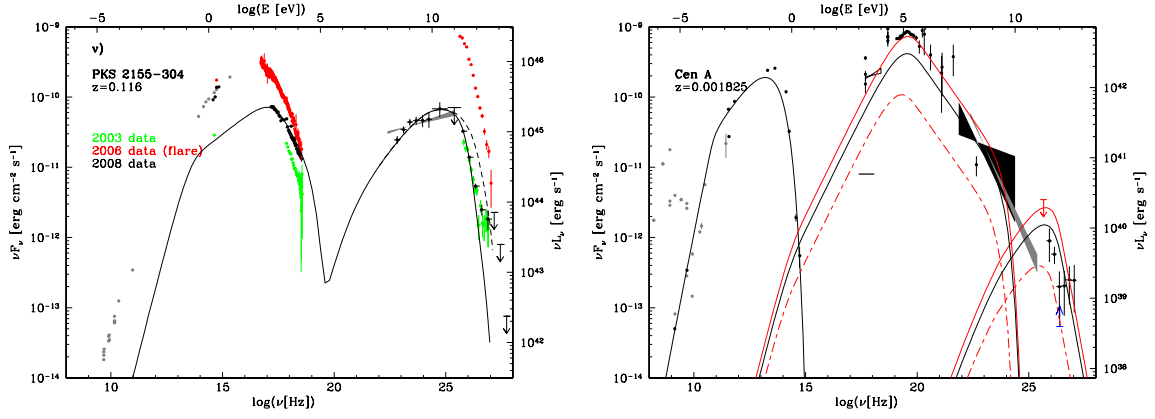 log(E [eV])
−5 0 5 10
10⁻⁹
10⁻¹⁰
10⁻¹¹
10⁻¹²
10⁻¹³
10⁻¹⁴
νFν [erg cm⁻² s⁻¹]
ν)
PKS 2155−304
z=0.116
2003 data
2006 data (flare)
2008 data
10⁴⁶
10⁴⁵
10⁴⁴
10⁴³
10⁴²
νLν [erg s⁻¹]
10 15 20 25
log(ν[Hz])
log(E [eV])
−5 0 5 10
10⁻⁹
10⁻¹⁰
10⁻¹¹
10⁻¹²
10⁻¹³
10⁻¹⁴
νFν [erg cm⁻² s⁻¹]
Cen A
z=0.001825
10⁴²
10⁴¹
10⁴⁰
10³⁹
10³⁸
νLν [erg s⁻¹]
10 15 20 25
log(ν[Hz])